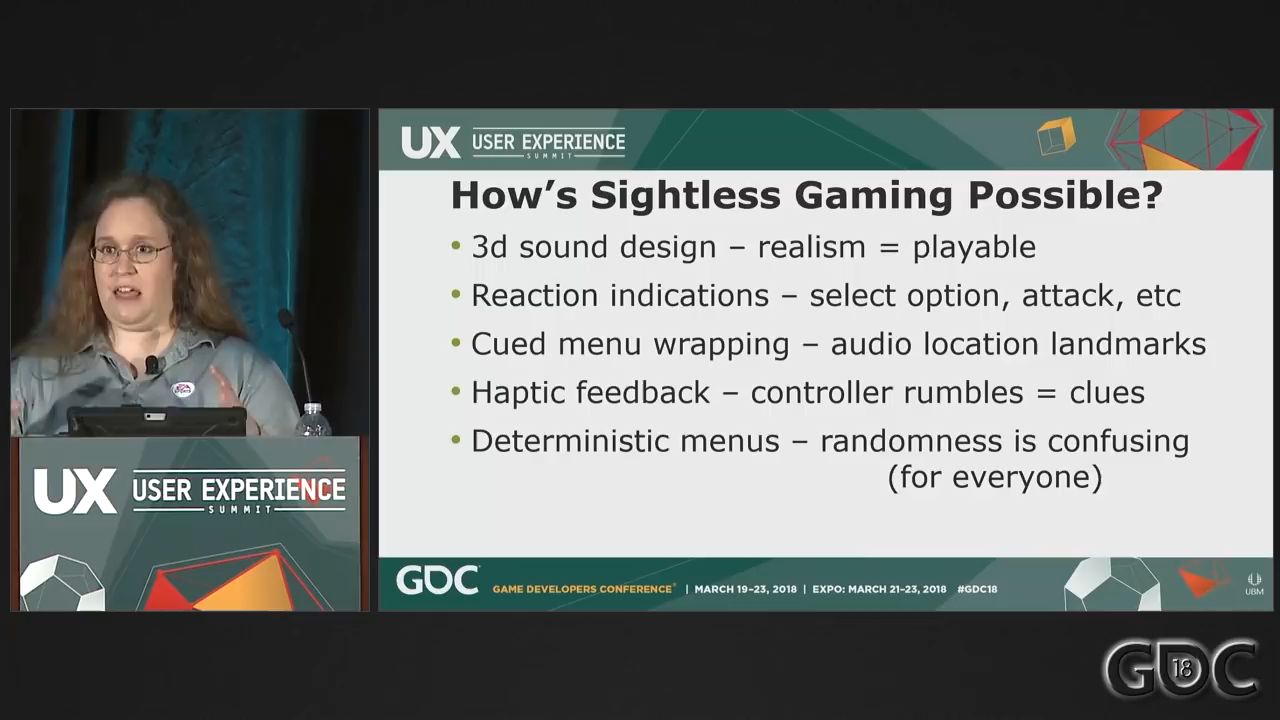 UX USER EXPERIENCE
SUMMIT
How's Sightless Gaming Possible?
• 3d sound design – realism = playable
• Reaction indications – select option, attack, etc
• Cued menu wrapping – audio location landmarks
• Haptic feedback – controller rumbles = clues
• Deterministic menus – randomness is confusing
(for everyone)
UX USER EXPERIENCE
SUMMIT
GDC GAME DEVELOPERS CONFERENCE® | MARCH 19–23, 2018 | EXPO: MARCH 21–23, 2018 #GDC18
UBM
GDC 18